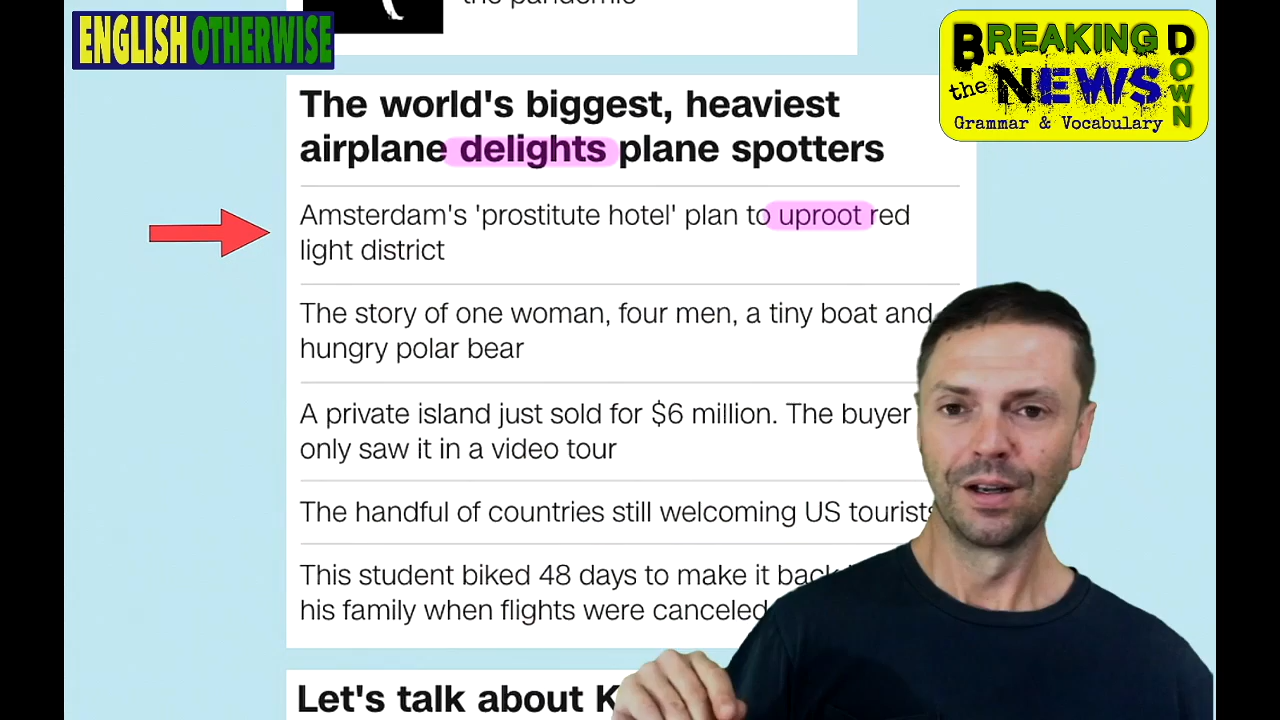 the pandemic
ENGLISH OTHERWISE
BREAKING DOWN
the NEWS
Grammar & Vocabulary
The world's biggest, heaviest
airplane delights plane spotters
Amsterdam's 'prostitute hotel' plan to uproot red
light district
The story of one woman, four men, a tiny boat and
hungry polar bear
A private island just sold for $6 million. The buyer
only saw it in a video tour
The handful of countries still welcoming US tourists
This student biked 48 days to make it back
his family when flights were canceled
Let's talk about